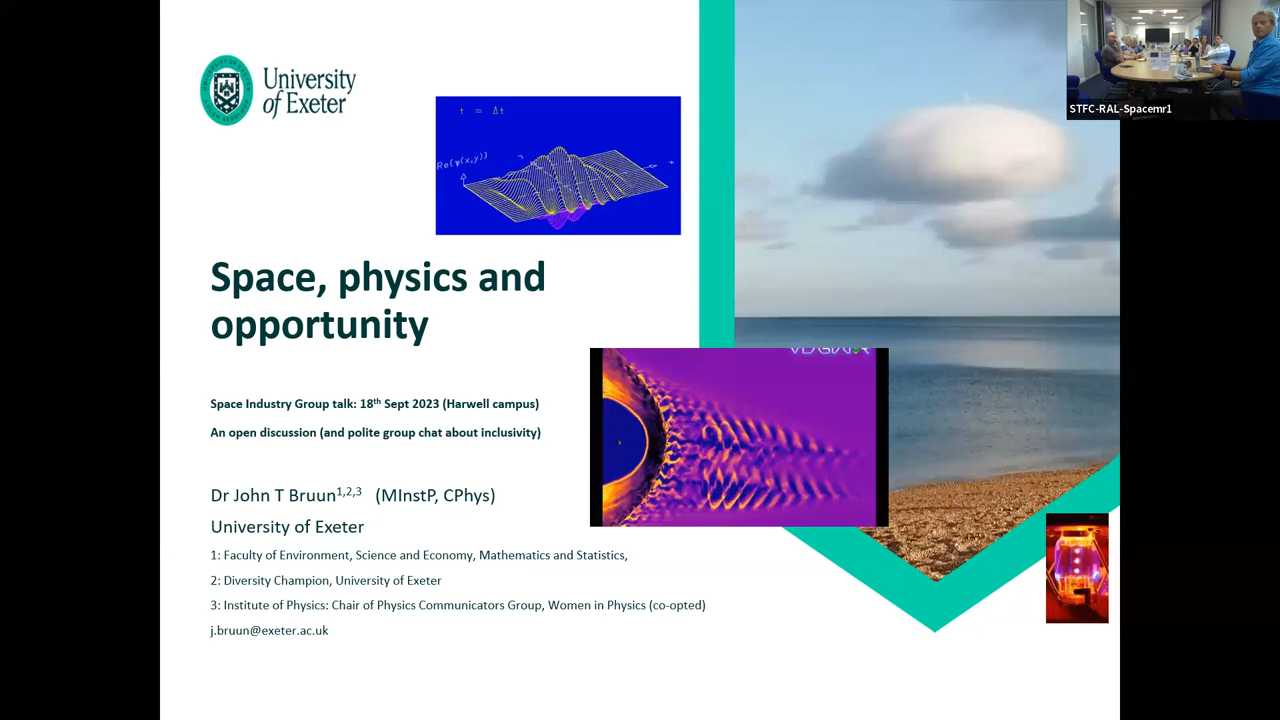 University
of Exeter
t = Δt
Re(ψ(x,y))
STFC-RAL-Spacemr1
Space, physics and
opportunity
Space Industry Group talk: 18th Sept 2023 (Harwell campus)
An open discussion (and polite group chat about inclusivity)
Dr John T Bruun1,2,3 (MInstP, CPhys)
University of Exeter
1: Faculty of Environment, Science and Economy, Mathematics and Statistics,
2: Diversity Champion, University of Exeter
3: Institute of Physics: Chair of Physics Communicators Group, Women in Physics (co-opted)
j.bruun@exeter.ac.uk